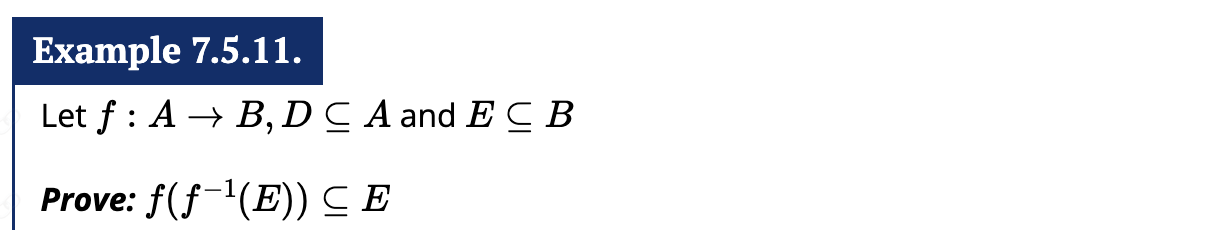 Example 7.5.11.
Let f : A → B, D ⊆ A and E ⊆ B
Prove: f(f⁻¹(E)) ⊆ E